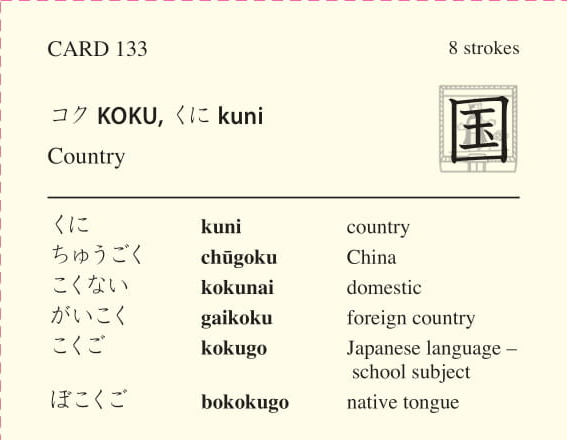 CARD 133 8 strokes
コク KOKU, くに kuni
国
Country
くに kuni country
ちゅうごく chūgoku China
こくない kokunai domestic
がいこく gaikoku foreign country
こくご kokugo Japanese language –
school subject
ぼこくご bokokugo native tongue